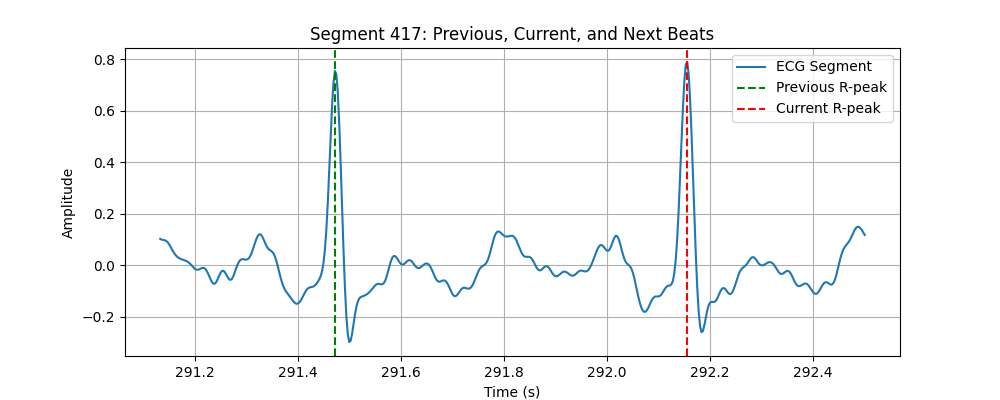 Segment 417: Previous, Current, and Next Beats
ECG Segment
Previous R-peak
Current R-peak
0.8
0.6
0.4
0.2
0.0
−0.2
Amplitude
291.2 291.4 291.6 291.8 292.0 292.2 292.4
Time (s)